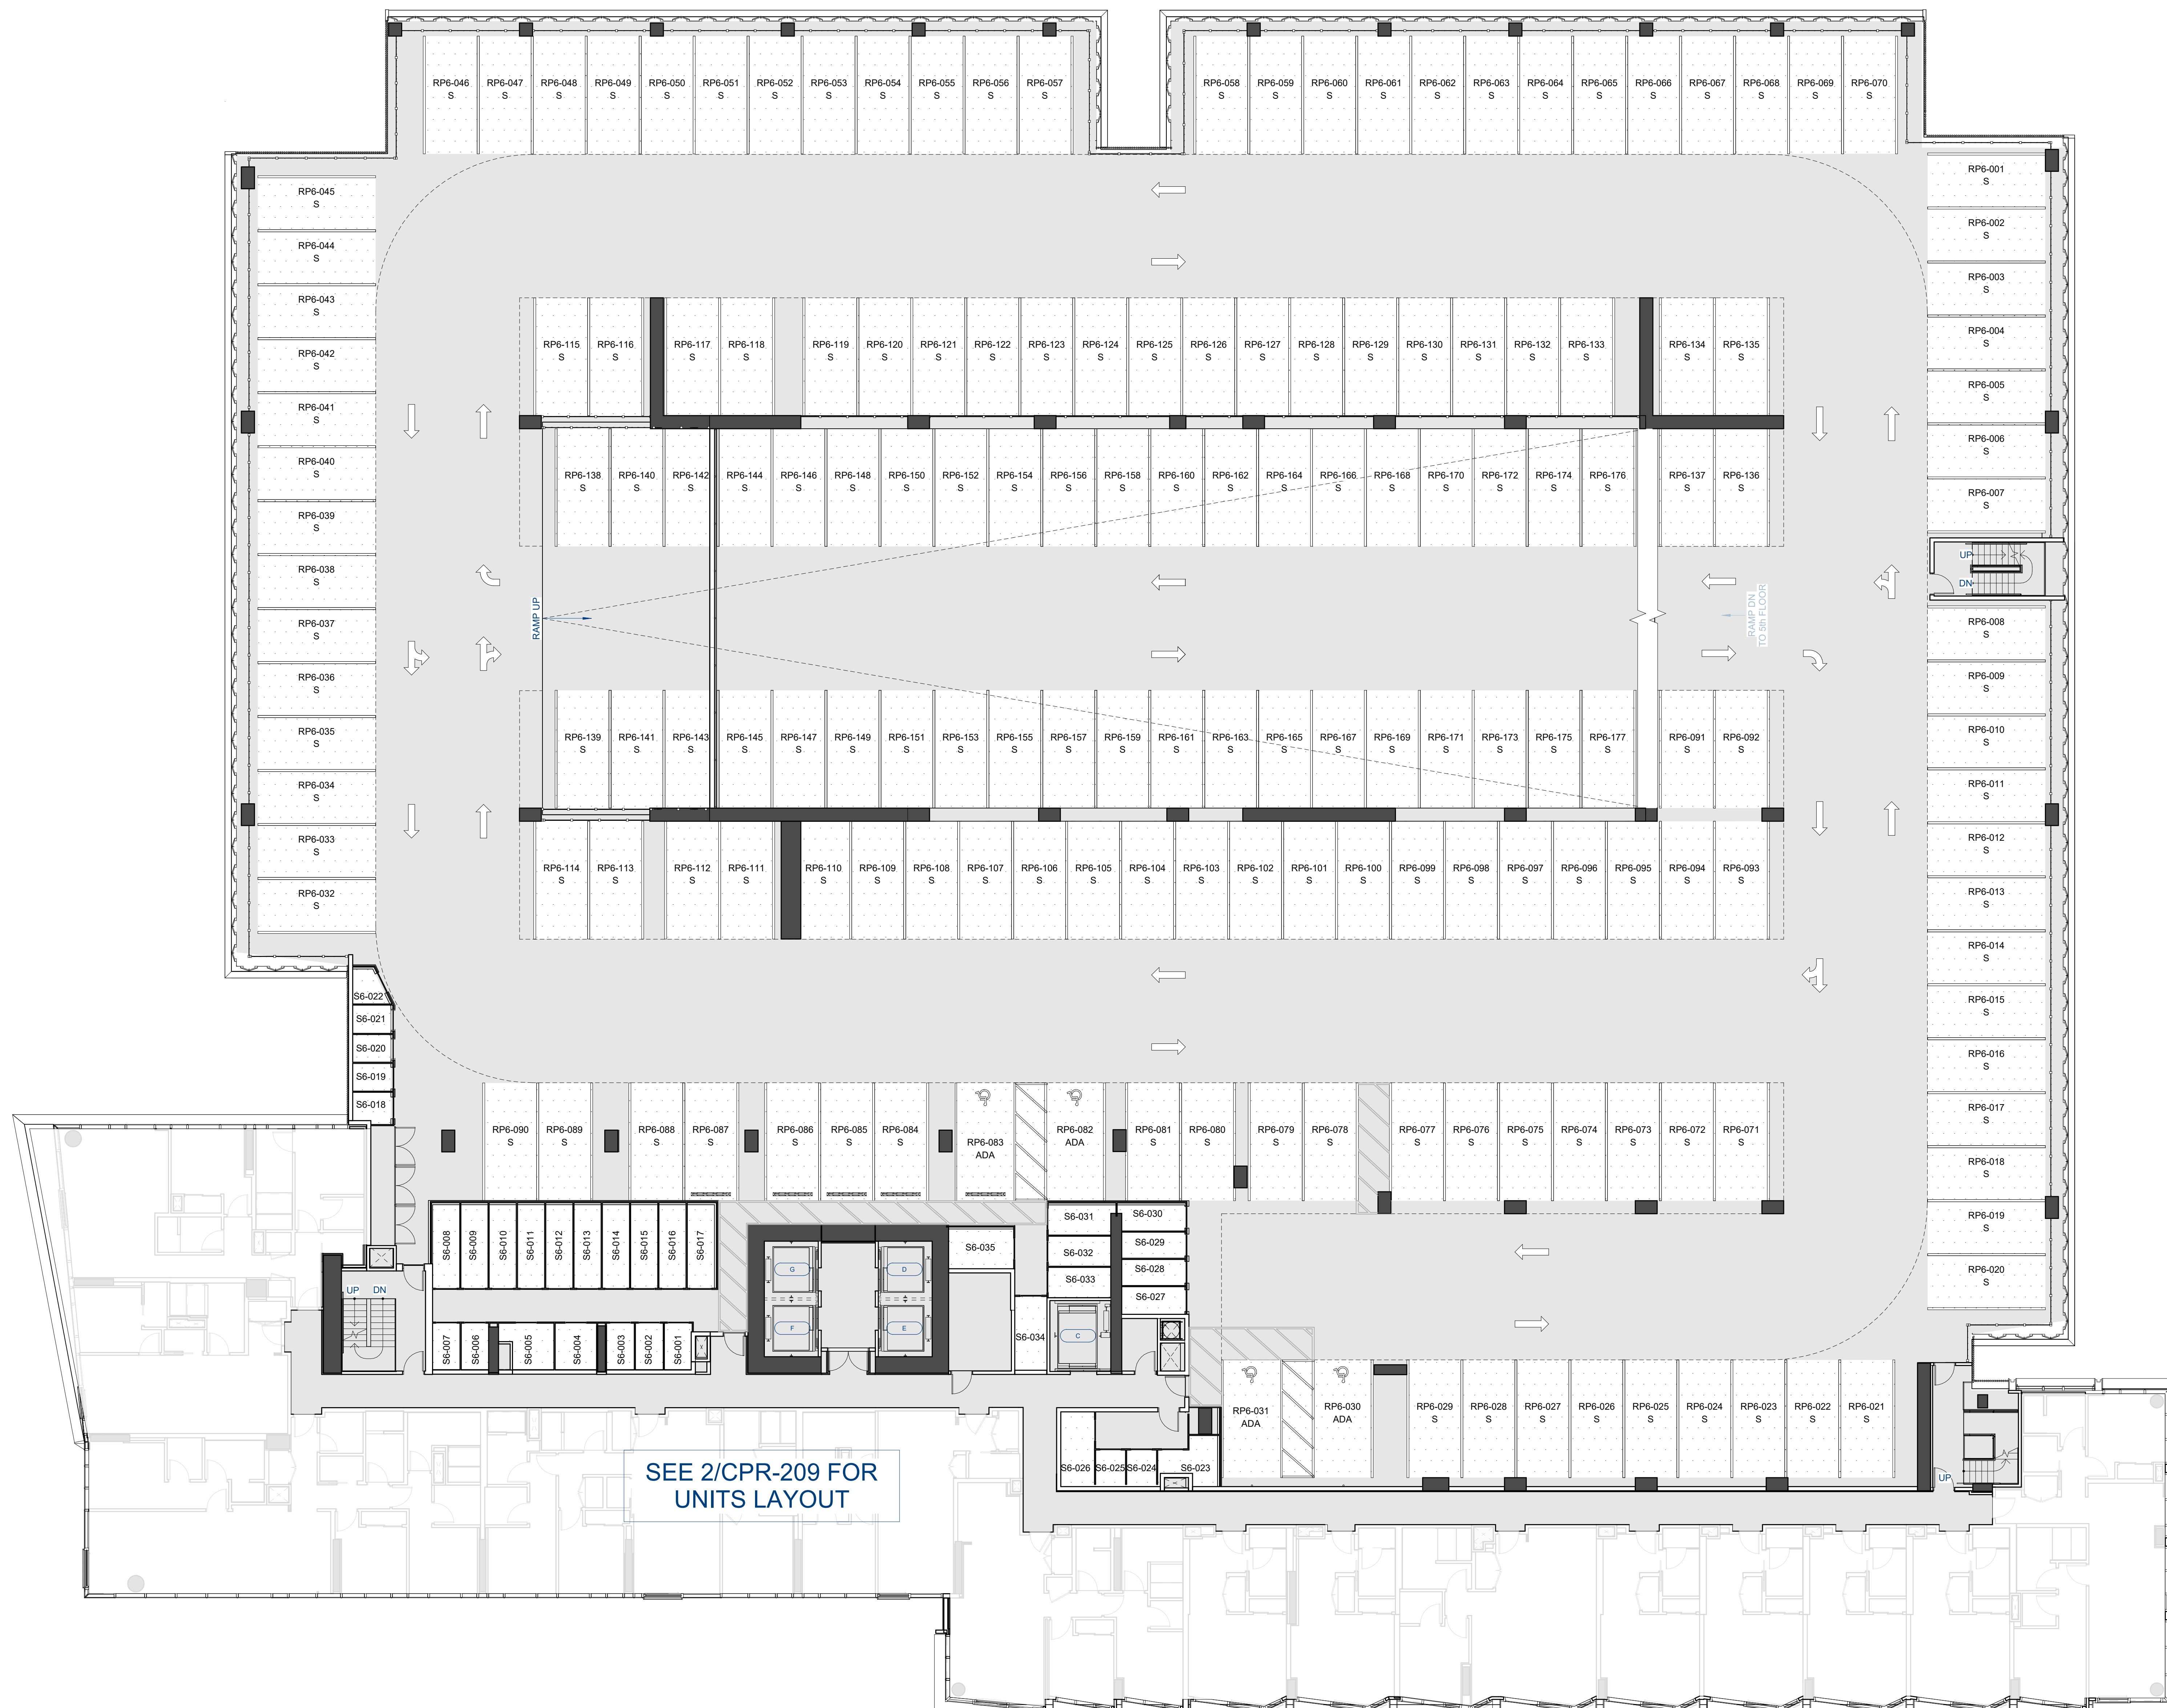 RP6-046 S
RP6-047 S
RP6-048 S
RP6-049 S
RP6-050 S
RP6-051 S
RP6-052 S
RP6-053 S
RP6-054 S
RP6-055 S
RP6-056 S
RP6-057 S
RP6-058 S
RP6-059 S
RP6-060 S
RP6-061 S
RP6-062 S
RP6-063 S
RP6-064 S
RP6-065 S
RP6-066 S
RP6-067 S
RP6-068 S
RP6-069 S
RP6-070 S
RP6-045 S
RP6-044 S
RP6-043 S
RP6-042 S
RP6-041 S
RP6-040 S
RP6-039 S
RP6-038 S
RP6-037 S
RP6-036 S
RP6-035 S
RP6-034 S
RP6-033 S
RP6-032 S
RP6-001 S
RP6-002 S
RP6-003 S
RP6-004 S
RP6-005 S
RP6-006 S
RP6-007 S
UP
DN
RP6-008 S
RP6-009 S
RP6-010 S
RP6-011 S
RP6-012 S
RP6-013 S
RP6-014 S
RP6-015 S
RP6-016 S
RP6-017 S
RP6-018 S
RP6-019 S
RP6-020 S
RP6-115 S
RP6-116 S
RP6-117 S
RP6-118 S
RP6-119 S
RP6-120 S
RP6-121 S
RP6-122 S
RP6-123 S
RP6-124 S
RP6-125 S
RP6-126 S
RP6-127 S
RP6-128 S
RP6-129 S
RP6-130 S
RP6-131 S
RP6-132 S
RP6-133 S
RP6-134 S
RP6-135 S
RP6-138 S
RP6-140 S
RP6-142 S
RP6-144 S
RP6-146 S
RP6-148 S
RP6-150 S
RP6-152 S
RP6-154 S
RP6-156 S
RP6-158 S
RP6-160 S
RP6-162 S
RP6-164 S
RP6-166 S
RP6-168 S
RP6-170 S
RP6-172 S
RP6-174 S
RP6-176 S
RP6-137 S
RP6-136 S
RAMP UP
RAMP DN
TO 5th FLOOR
RP6-139 S
RP6-141 S
RP6-143 S
RP6-145 S
RP6-147 S
RP6-149 S
RP6-151 S
RP6-153 S
RP6-155 S
RP6-157 S
RP6-159 S
RP6-161 S
RP6-163 S
RP6-165 S
RP6-167 S
RP6-169 S
RP6-171 S
RP6-173 S
RP6-175 S
RP6-177 S
RP6-091 S
RP6-092 S
RP6-114 S
RP6-113 S
RP6-112 S
RP6-111 S
RP6-110 S
RP6-109 S
RP6-108 S
RP6-107 S
RP6-106 S
RP6-105 S
RP6-104 S
RP6-103 S
RP6-102 S
RP6-101 S
RP6-100 S
RP6-099 S
RP6-098 S
RP6-097 S
RP6-096 S
RP6-095 S
RP6-094 S
RP6-093 S
S6-022
S6-021
S6-020
S6-019
S6-018
RP6-090 S
RP6-089 S
RP6-088 S
RP6-087 S
RP6-086 S
RP6-085 S
RP6-084 S
RP6-083 ADA
RP6-082 ADA
RP6-081 S
RP6-080 S
RP6-079 S
RP6-078 S
RP6-077 S
RP6-076 S
RP6-075 S
RP6-074 S
RP6-073 S
RP6-072 S
RP6-071 S
S6-008
S6-009
S6-010
S6-011
S6-012
S6-013
S6-014
S6-015
S6-016
S6-017
G
D
F
E
S6-035
S6-031
S6-032
S6-033
S6-030
S6-029
S6-028
S6-027
S6-034
C
UP
DN
S6-007
S6-006
S6-005
S6-004
S6-003
S6-002
S6-001
RP6-031 ADA
RP6-030 ADA
RP6-029 S
RP6-028 S
RP6-027 S
RP6-026 S
RP6-025 S
RP6-024 S
RP6-023 S
RP6-022 S
RP6-021 S
S6-026
S6-025
S6-024
S6-023
UP
SEE 2/CPR-209 FOR
UNITS LAYOUT